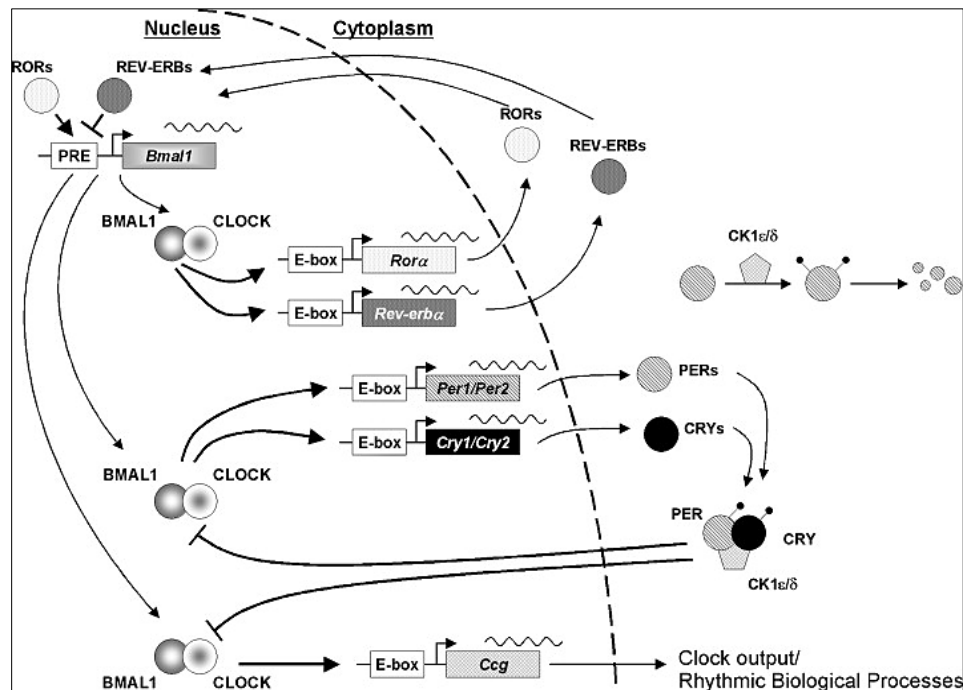 Nucleus
Cytoplasm
RORs
REV-ERBs
PRE
Bmal1
RORs
REV-ERBs
BMAL1
CLOCK
E-box
Rorα
E-box
Rev-erbα
CK1ε/δ
E-box
Per1/Per2
PERs
E-box
Cry1/Cry2
CRYs
BMAL1
CLOCK
PER
CRY
CK1ε/δ
BMAL1
CLOCK
E-box
Ccg
Clock output/
Rhythmic Biological Processes